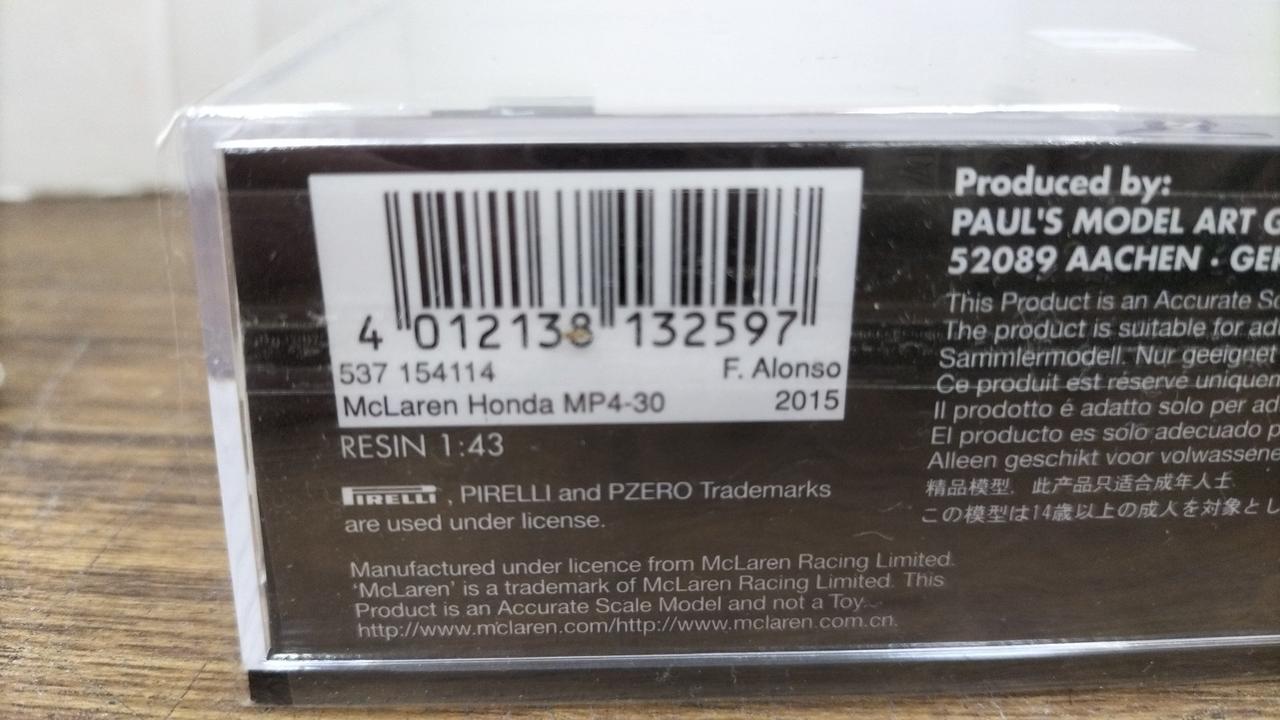 4 012138 132597
537 154114 F. Alonso
McLaren Honda MP4-30 2015
RESIN 1:43
PIRELLI, PIRELLI and PZERO Trademarks
are used under license.
Manufactured under licence from McLaren Racing Limited.
'McLaren' is a trademark of McLaren Racing Limited. This
Product is an Accurate Scale Model and not a Toy.
http://www.mclaren.com/http://www.mclaren.com.cn.
Produced by:
PAUL'S MODEL ART
52089 AACHEN ·
This Product is an Accurate
The product is suitable for
Sammlermodell. Nur geeignet
Ce produit est réservé
Il prodotto é adatto solo per
El producto es sólo adecuado
Alleen geschikt voor
精品模型. 此产品只适合成年人士
この模型は14歳以上の成人を対象とし